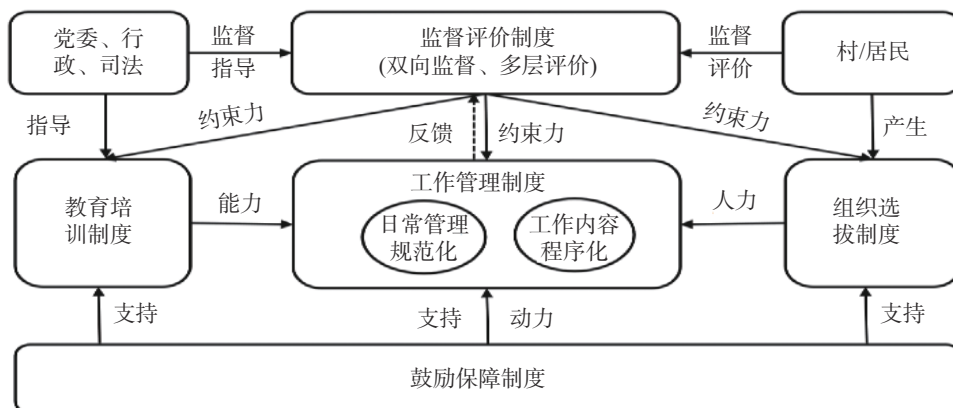 党委、行
政、司法
监督
指导
监督评价制度
(双向监督、多层评价)
监督
评价
村/居民
指导
约束力
反馈
约束力
约束力
产生
教育培
训制度
能力
工作管理制度
日常管理
规范化
工作内容
程序化
人力
组织选
拔制度
支持
支持
动力
支持
鼓励保障制度